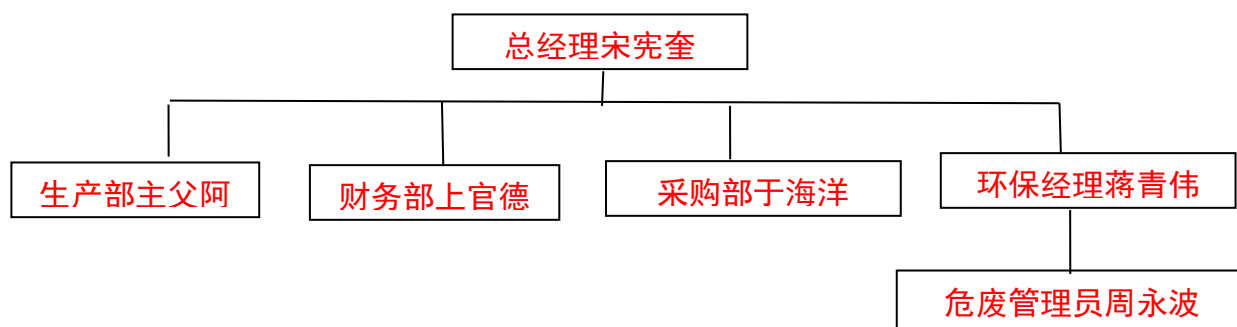 总经理宋宪奎
生产部主父阿
财务部上官德
采购部于海洋
环保经理蒋青伟
危废管理员周永波